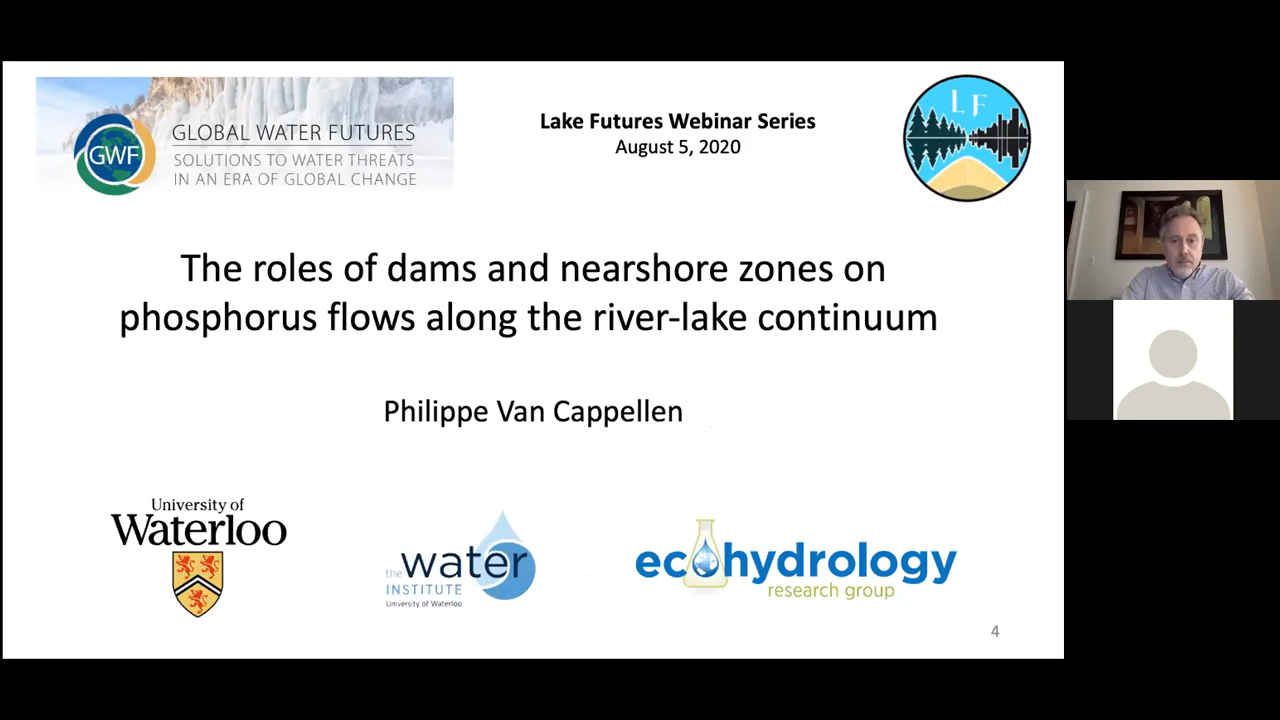 GWF
GLOBAL WATER FUTURES
SOLUTIONS TO WATER THREATS
IN AN ERA OF GLOBAL CHANGE
Lake Futures Webinar Series
August 5, 2020
L F
The roles of dams and nearshore zones on
phosphorus flows along the river-lake continuum
Philippe Van Cappellen
University of
Waterloo
the water
INSTITUTE
University of Waterloo
ecohydrology
research group
4